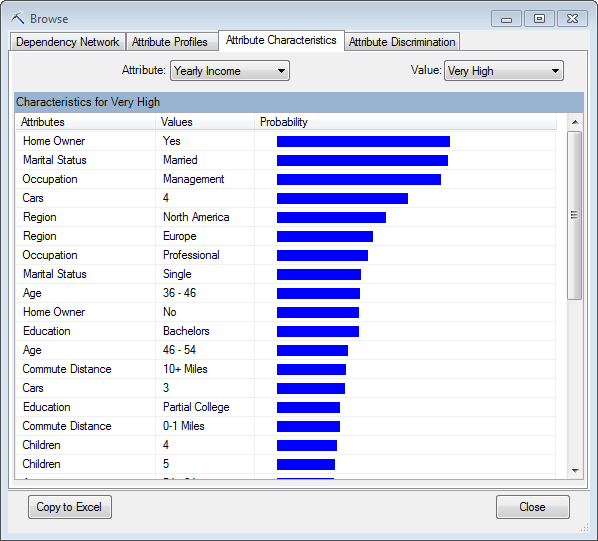 Browse
Dependency Network Attribute Profiles Attribute Characteristics Attribute Discrimination
Attribute: Yearly Income Value: Very High
Characteristics for Very High
Attributes Values Probability
Home Owner Yes
Marital Status Married
Occupation Management
Cars 4
Region North America
Region Europe
Occupation Professional
Marital Status Single
Age 36 - 46
Home Owner No
Education Bachelors
Age 46 - 54
Commute Distance 10+ Miles
Cars 3
Education Partial College
Commute Distance 0-1 Miles
Children 4
Children 5
Copy to Excel Close